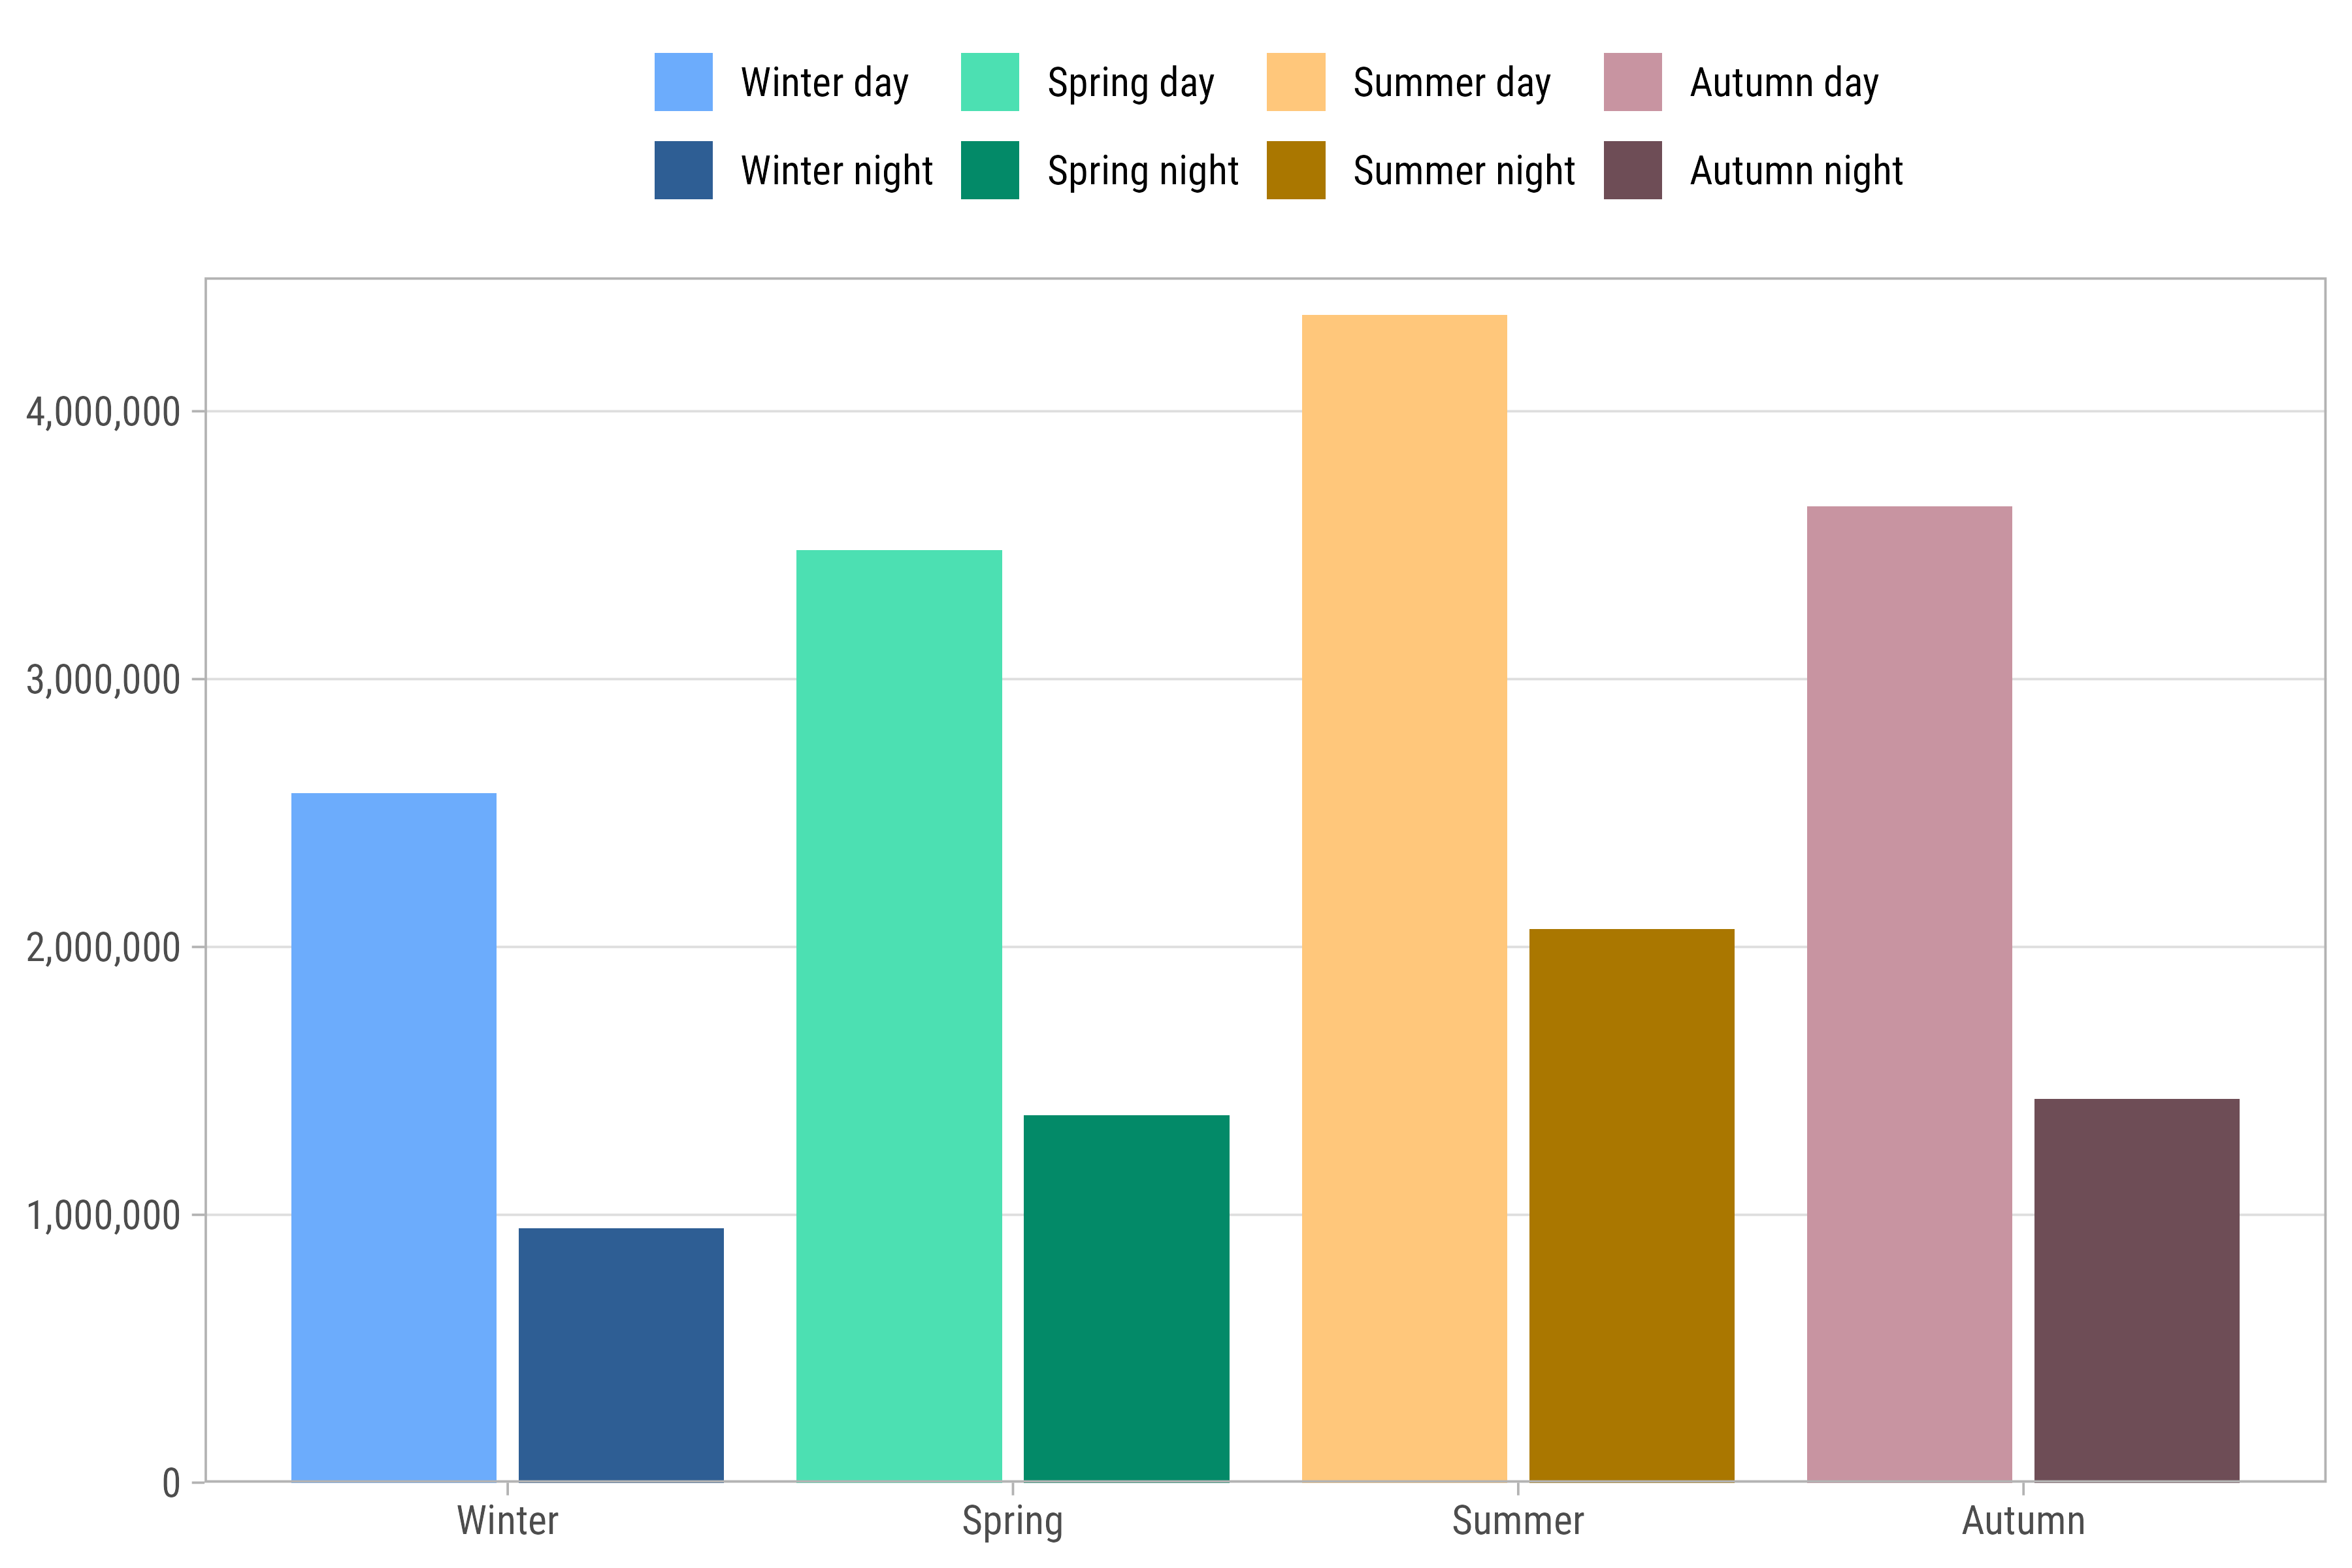 Winter day Spring day Summer day Autumn day
Winter night Spring night Summer night Autumn night
4,000,000
3,000,000
2,000,000
1,000,000
0
Winter Spring Summer Autumn